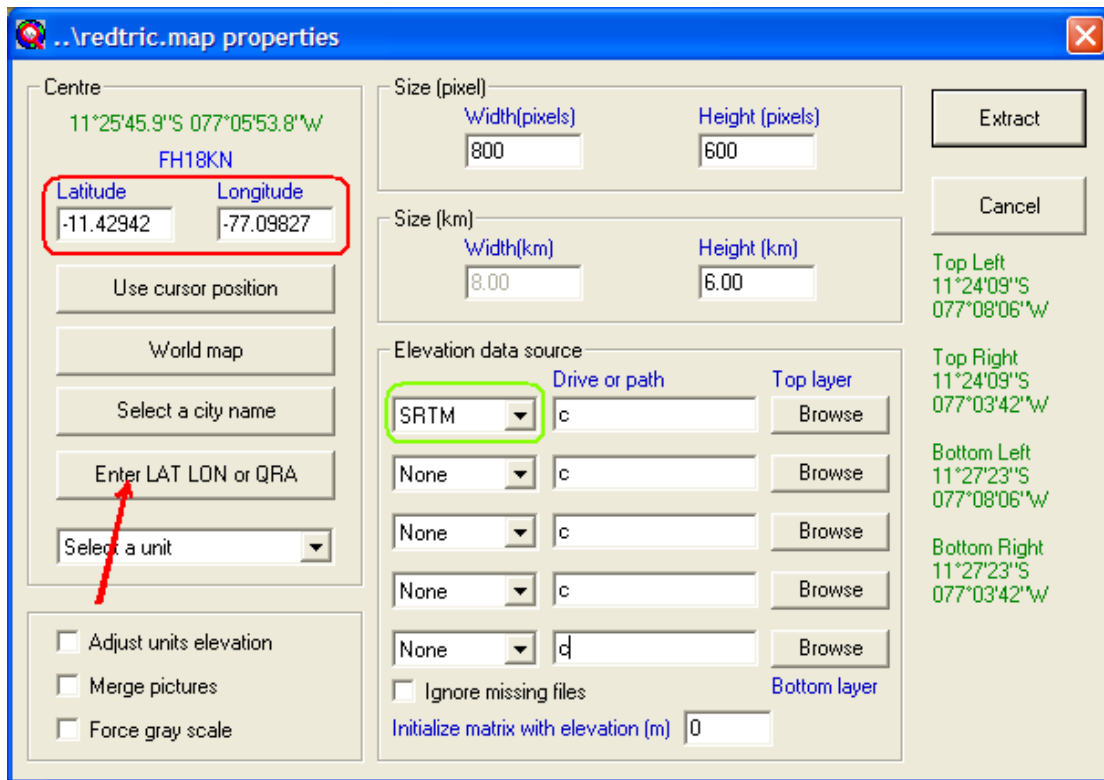 ..\redtric.map properties
Centre
11°25'45.9"S 077°05'53.8"W
FH18KN
Latitude Longitude
-11.42942 -77.09827
Use cursor position
World map
Select a city name
Enter LAT LON or QRA
Select a unit
Adjust units elevation
Merge pictures
Force gray scale
Size (pixel)
Width(pixels) Height (pixels)
800 600
Size (km)
Width(km) Height (km)
8.00 6.00
Elevation data source
Drive or path Top layer
SRTM c Browse
None c Browse
None c Browse
None c Browse
None c Browse
Ignore missing files Bottom layer
Initialize matrix with elevation (m) 0
Extract
Cancel
Top Left
11°24'09"S
077°08'06"W
Top Right
11°24'09"S
077°03'42"W
Bottom Left
11°27'23"S
077°08'06"W
Bottom Right
11°27'23"S
077°03'42"W